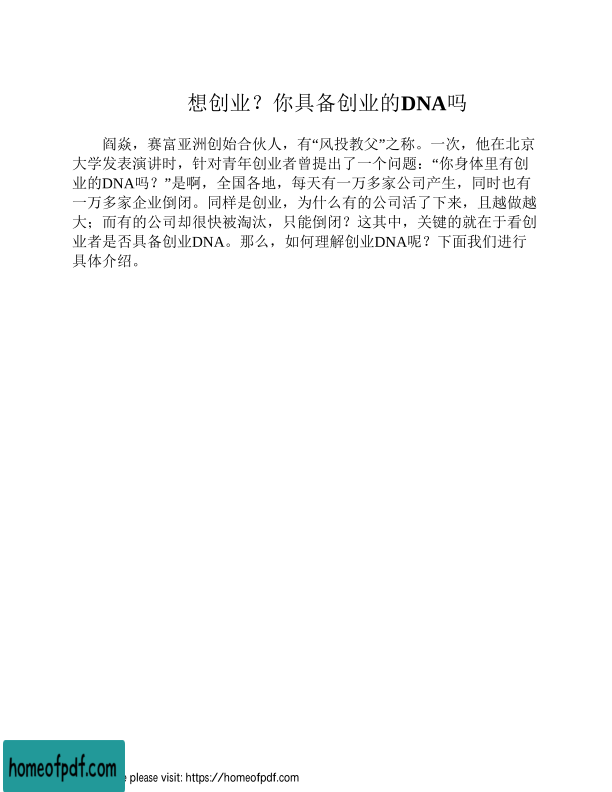 想创业？你具备创业的DNA吗
阎焱，赛富亚洲创始合伙人，有“风投教父”之称。一次，他在北京
大学发表演讲时，针对青年创业者曾提出了一个问题：“你身体里有创
业的DNA吗？”是啊，全国各地，每天有一万多家公司产生，同时也有
一万多家企业倒闭。同样是创业，为什么有的公司活了下来，且越做越
大；而有的公司却很快被淘汰，只能倒闭？这其中，关键的就在于看创
业者是否具备创业DNA。那么，如何理解创业DNA呢？下面我们进行
具体介绍。
homeofpdf.com
e please visit: https://homeofpdf.com